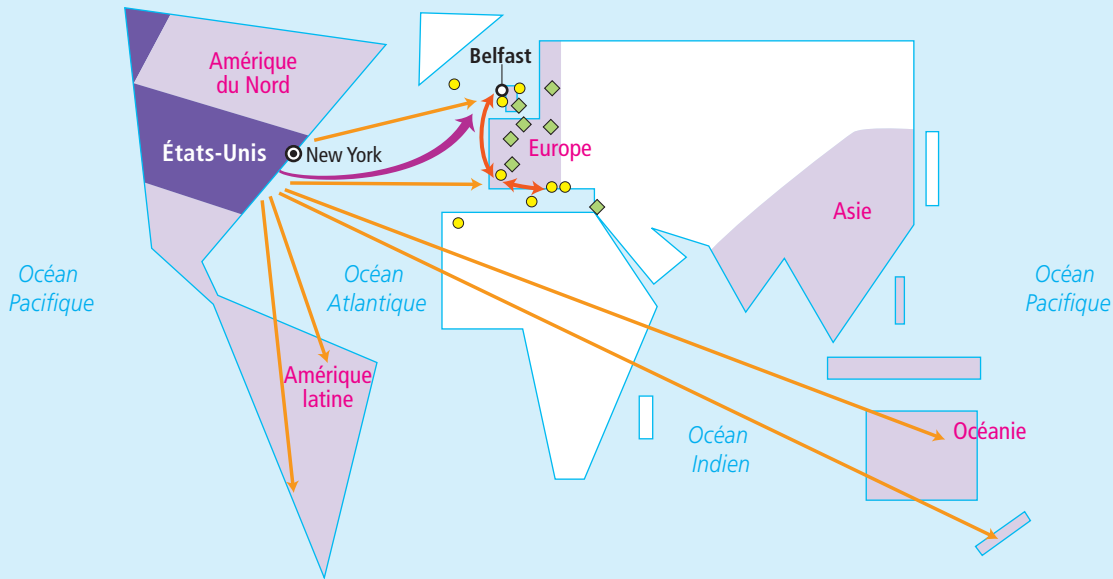 Amérique
du Nord
Belfast
États-Unis
New York
Europe
Asie
Océan
Pacifique
Océan
Atlantique
Océan
Pacifique
Amérique
latine
Océan
Indien
Océanie